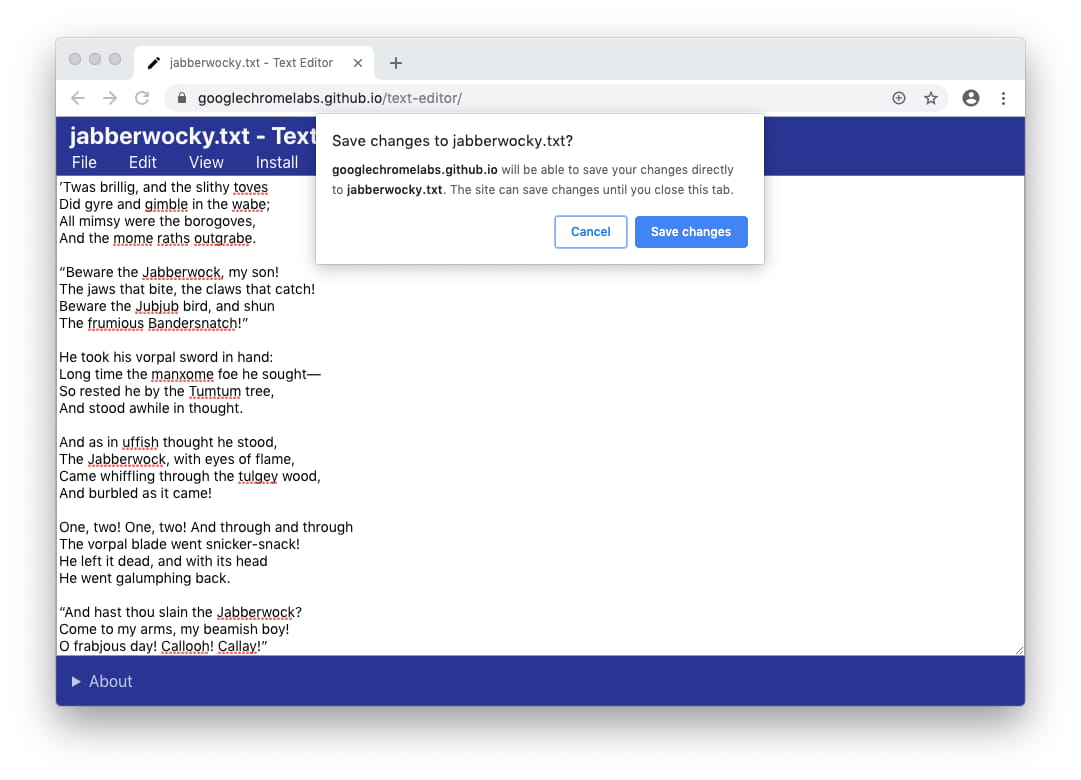 jabberwocky.txt - Text Editor
googlechromelabs.github.io/text-editor/
jabberwocky.txt - Text
File Edit View Install
Save changes to jabberwocky.txt?
googlechromelabs.github.io will be able to save your changes directly
to jabberwocky.txt. The site can save changes until you close this tab.
Cancel Save changes
’Twas brillig, and the slithy toves
Did gyre and gimble in the wabe;
All mimsy were the borogoves,
And the mome raths outgrabe.
“Beware the Jabberwock, my son!
The jaws that bite, the claws that catch!
Beware the Jubjub bird, and shun
The frumious Bandersnatch!”
He took his vorpal sword in hand:
Long time the manxome foe he sought—
So rested he by the Tumtum tree,
And stood awhile in thought.
And as in uffish thought he stood,
The Jabberwock, with eyes of flame,
Came whiffling through the tulgey wood,
And burbled as it came!
One, two! One, two! And through and through
The vorpal blade went snicker-snack!
He left it dead, and with its head
He went galumphing back.
“And hast thou slain the Jabberwock?
Come to my arms, my beamish boy!
O frabjous day! Callooh! Callay!”
About